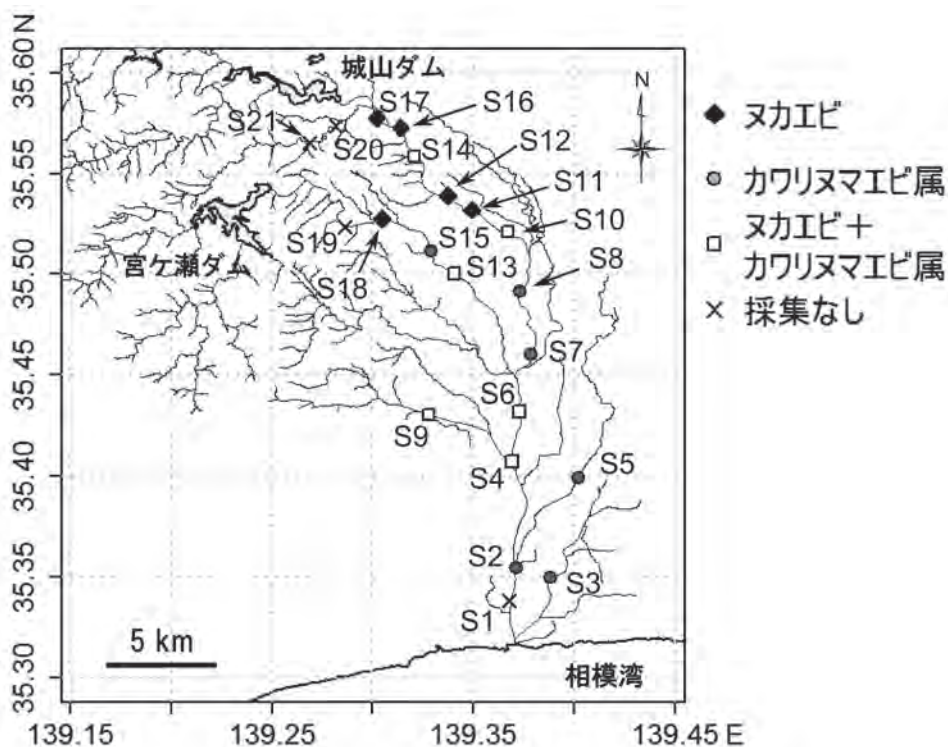 35.60 N
35.55
35.50
35.45
35.40
35.35
35.30
139.15
139.25
139.35
139.45 E
城山ダム
宮ケ瀬ダム
相模湾
N
5 km
S17
S16
S21
S20
S14
S12
S11
S10
S19
S15
S18
S13
S8
S7
S6
S9
S4
S5
S2
S3
S1
ヌカエビ
カワリヌマエビ属
ヌカエビ+
カワリヌマエビ属
採集なし